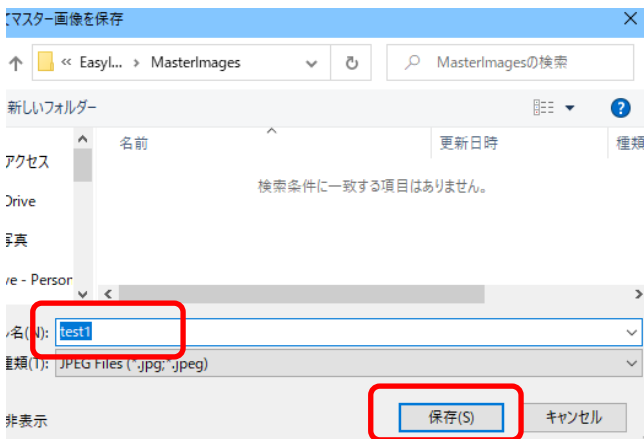 てマスター画像を保存
« EasyI... › MasterImages
MasterImagesの検索
新しいフォルダー
名前 更新日時 種類
アクセス
検索条件に一致する項目はありません。
Drive
写真
ve - Person
ル名(N): test1
種類(T): JPEG Files (*.jpg;*.jpeg)
非表示
保存(S) キャンセル